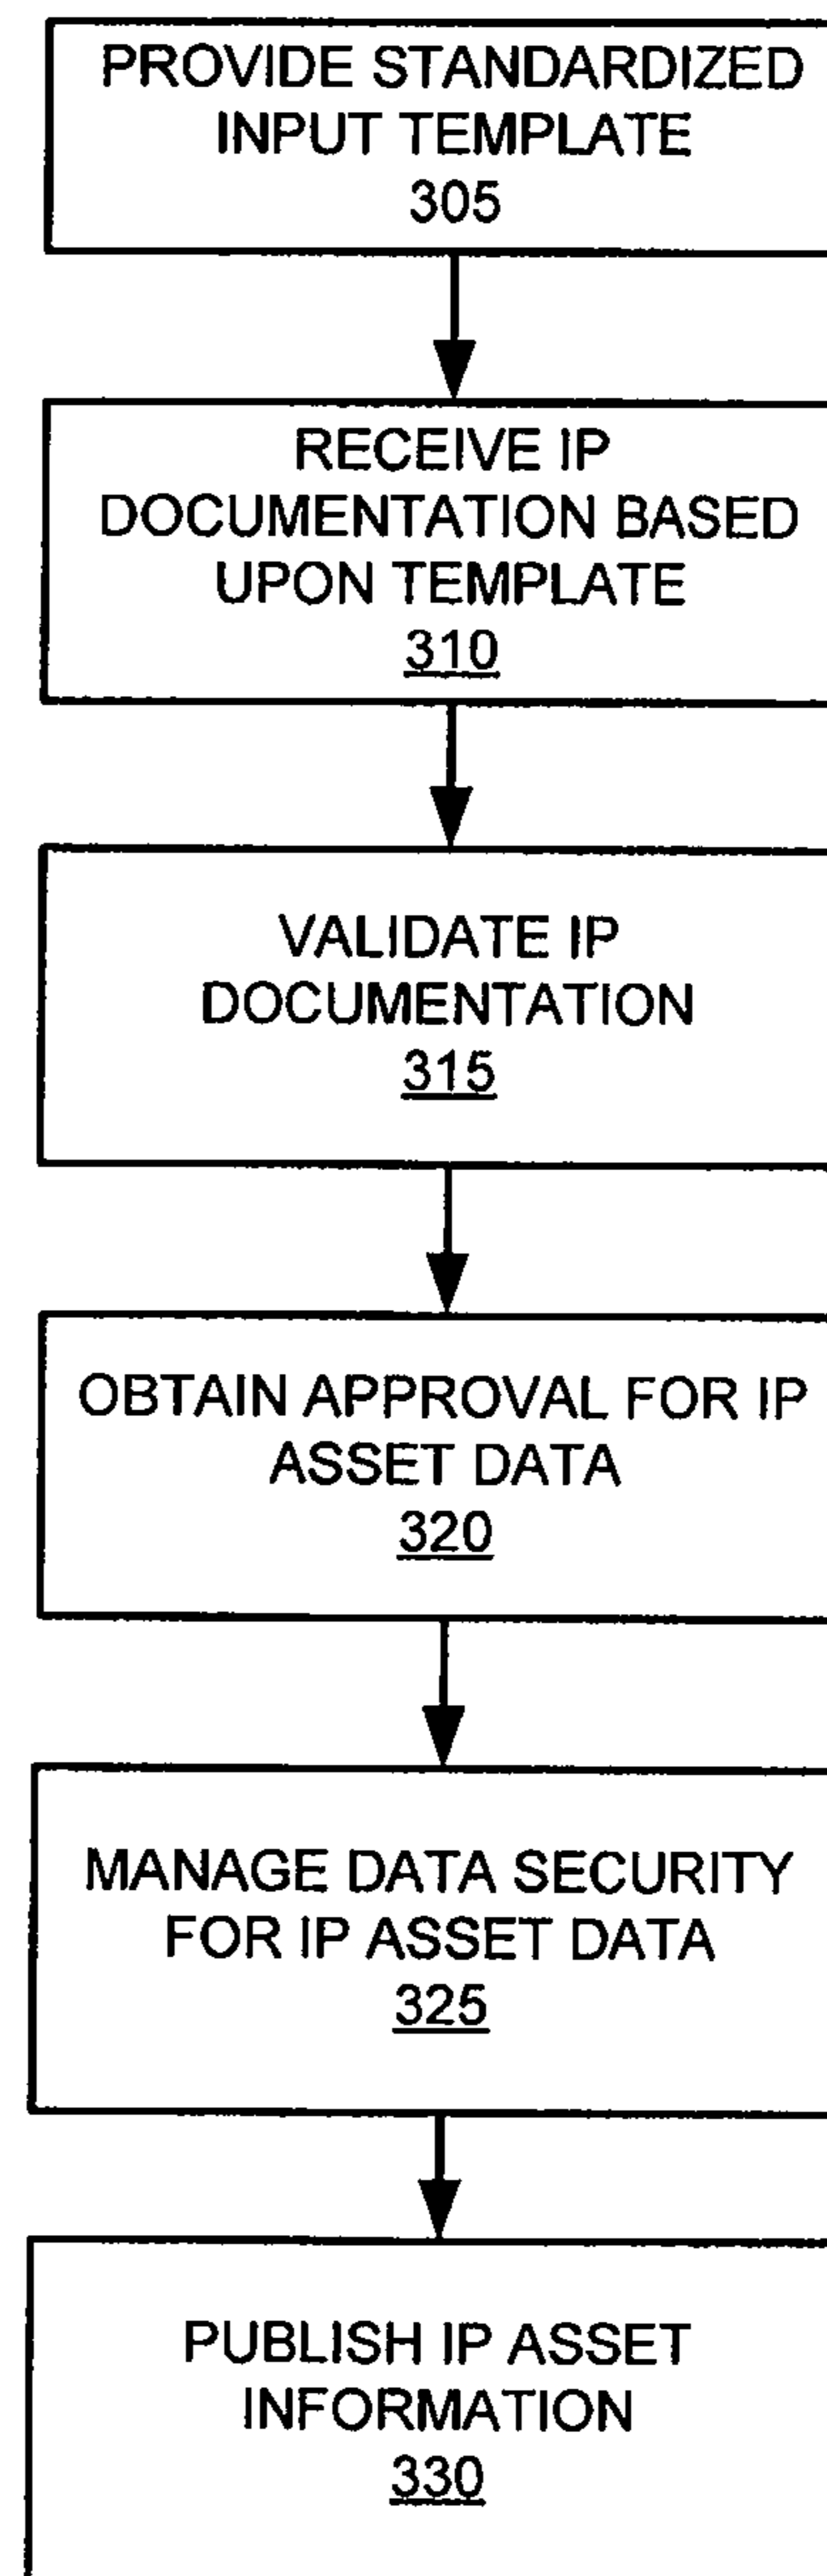 PROVIDE STANDARDIZED
INPUT TEMPLATE
305
RECEIVE IP
DOCUMENTATION BASED
UPON TEMPLATE
310
VALIDATE IP
DOCUMENTATION
315
OBTAIN APPROVAL FOR IP
ASSET DATA
320
MANAGE DATA SECURITY
FOR IP ASSET DATA
325
PUBLISH IP ASSET
INFORMATION
330